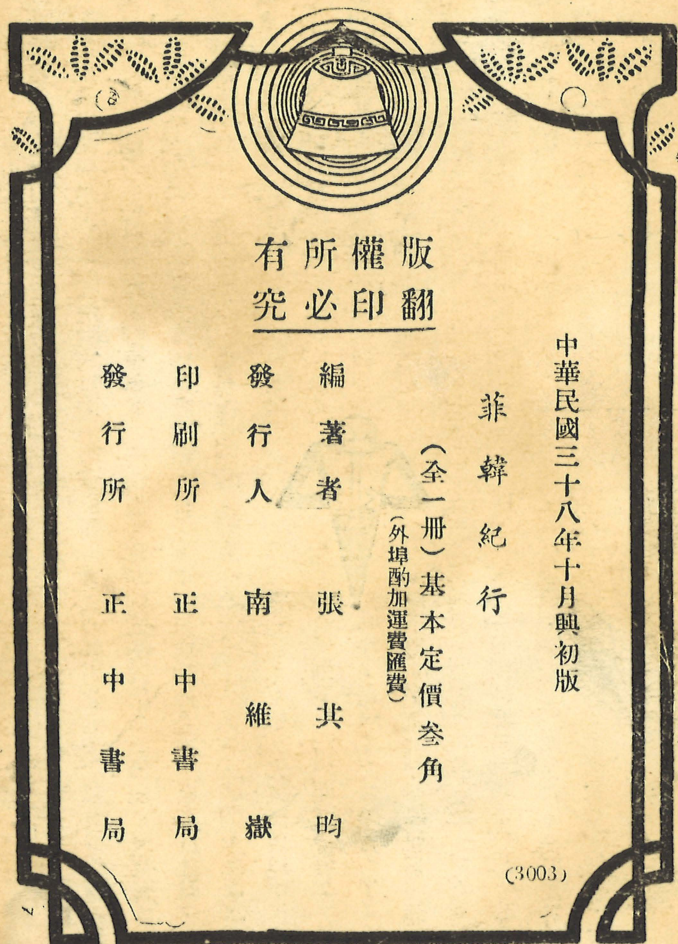 版權所有
翻印必究
中華民國三十八年十月興初版
菲韓紀行
(全一冊)基本定價叁角
(外埠酌加運費匯費)
編著者 張其昀
發行人 南維嶽
印刷所 正中書局
發行所 正中書局
(3003)